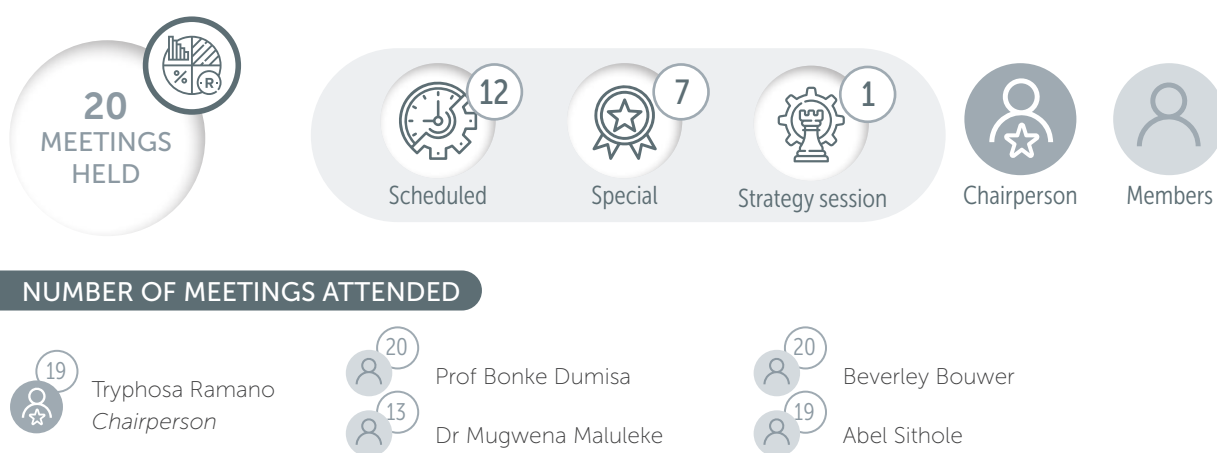 20
MEETINGS
HELD
%
R
12
Scheduled
7
Special
1
Strategy session
Chairperson
Members
NUMBER OF MEETINGS ATTENDED
19
Tryphosa Ramano
Chairperson
20
Prof Bonke Dumisa
13
Dr Mugwena Maluleke
20
Beverley Bouwer
19
Abel Sithole